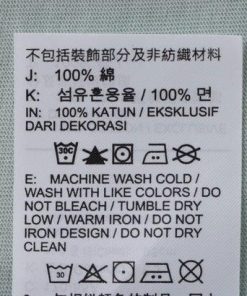 不包括裝飾部分及非紡織材料
J: 100% 綿
K: 섬유혼용율 / 100% 면
IN: 100% KATUN / EKSKLUSIF
DARI DEKORASI
30C
E: MACHINE WASH COLD /
WASH WITH LIKE COLORS / DO
NOT BLEACH / TUMBLE DRY
LOW / WARM IRON / DO NOT
IRON DESIGN / DO NOT DRY
CLEAN
30